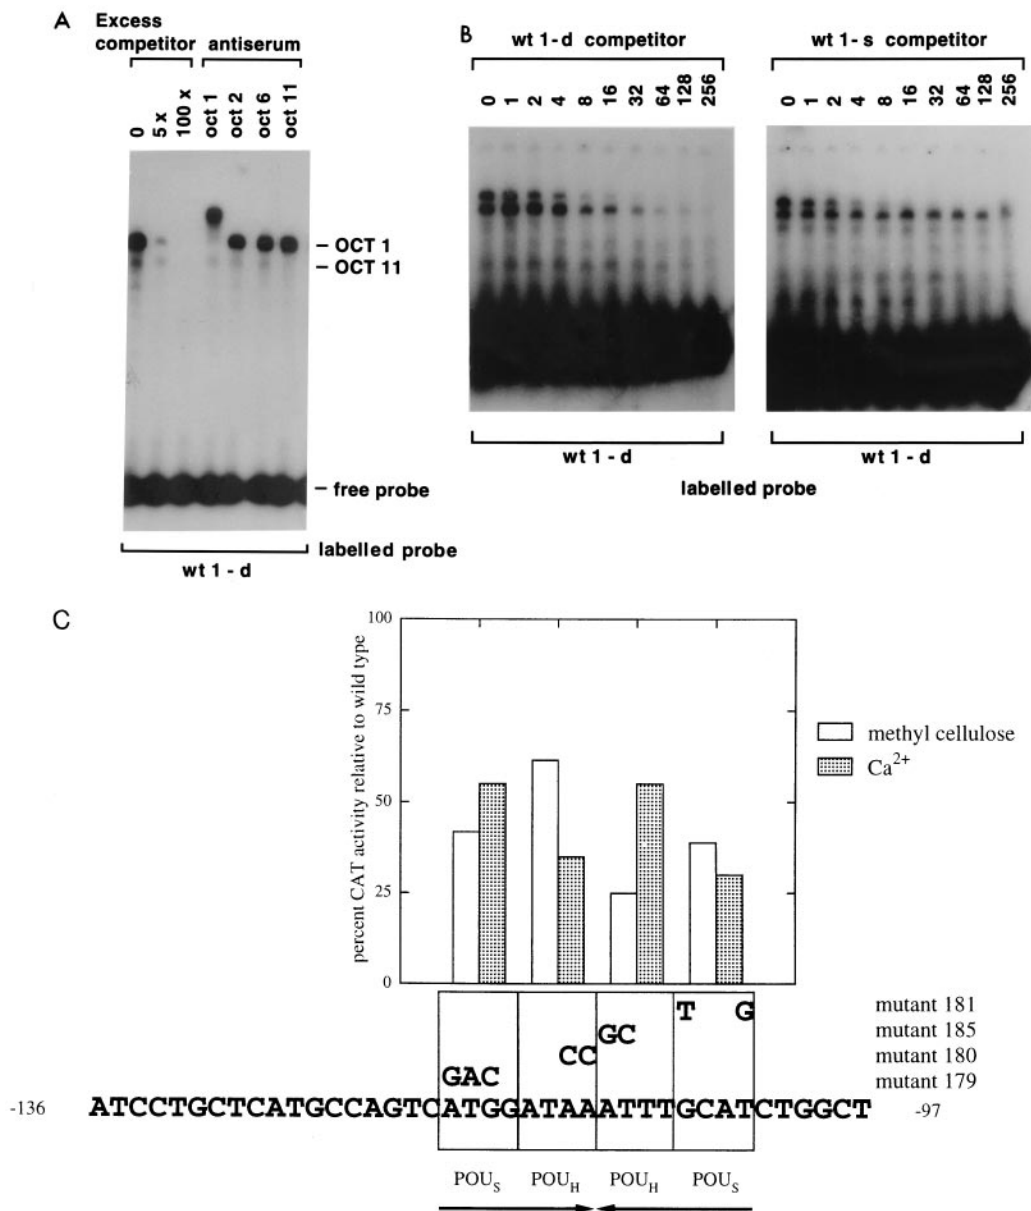 A
Excess competitor
antiserum
0
5 x
100 x
oct 1
oct 2
oct 6
oct 11
– OCT 1
– OCT 11
– free probe
labelled probe
wt 1 - d
B
wt 1 - d competitor
0 1 2 4 8 16 32 64 128 256
wt 1 - d
wt 1 - s competitor
0 1 2 4 8 16 32 64 128 256
wt 1 - d
labelled probe
C
percent CAT activity relative to wild type
100
75
50
25
0
methyl cellulose
Ca2+
T G mutant 181
GC mutant 185
CC mutant 180
GAC mutant 179
-136 ATCCTGCTCATGCCAGTCATGGATAAATTTGCATCTGGCT -97
POUS POUH POUH POUS